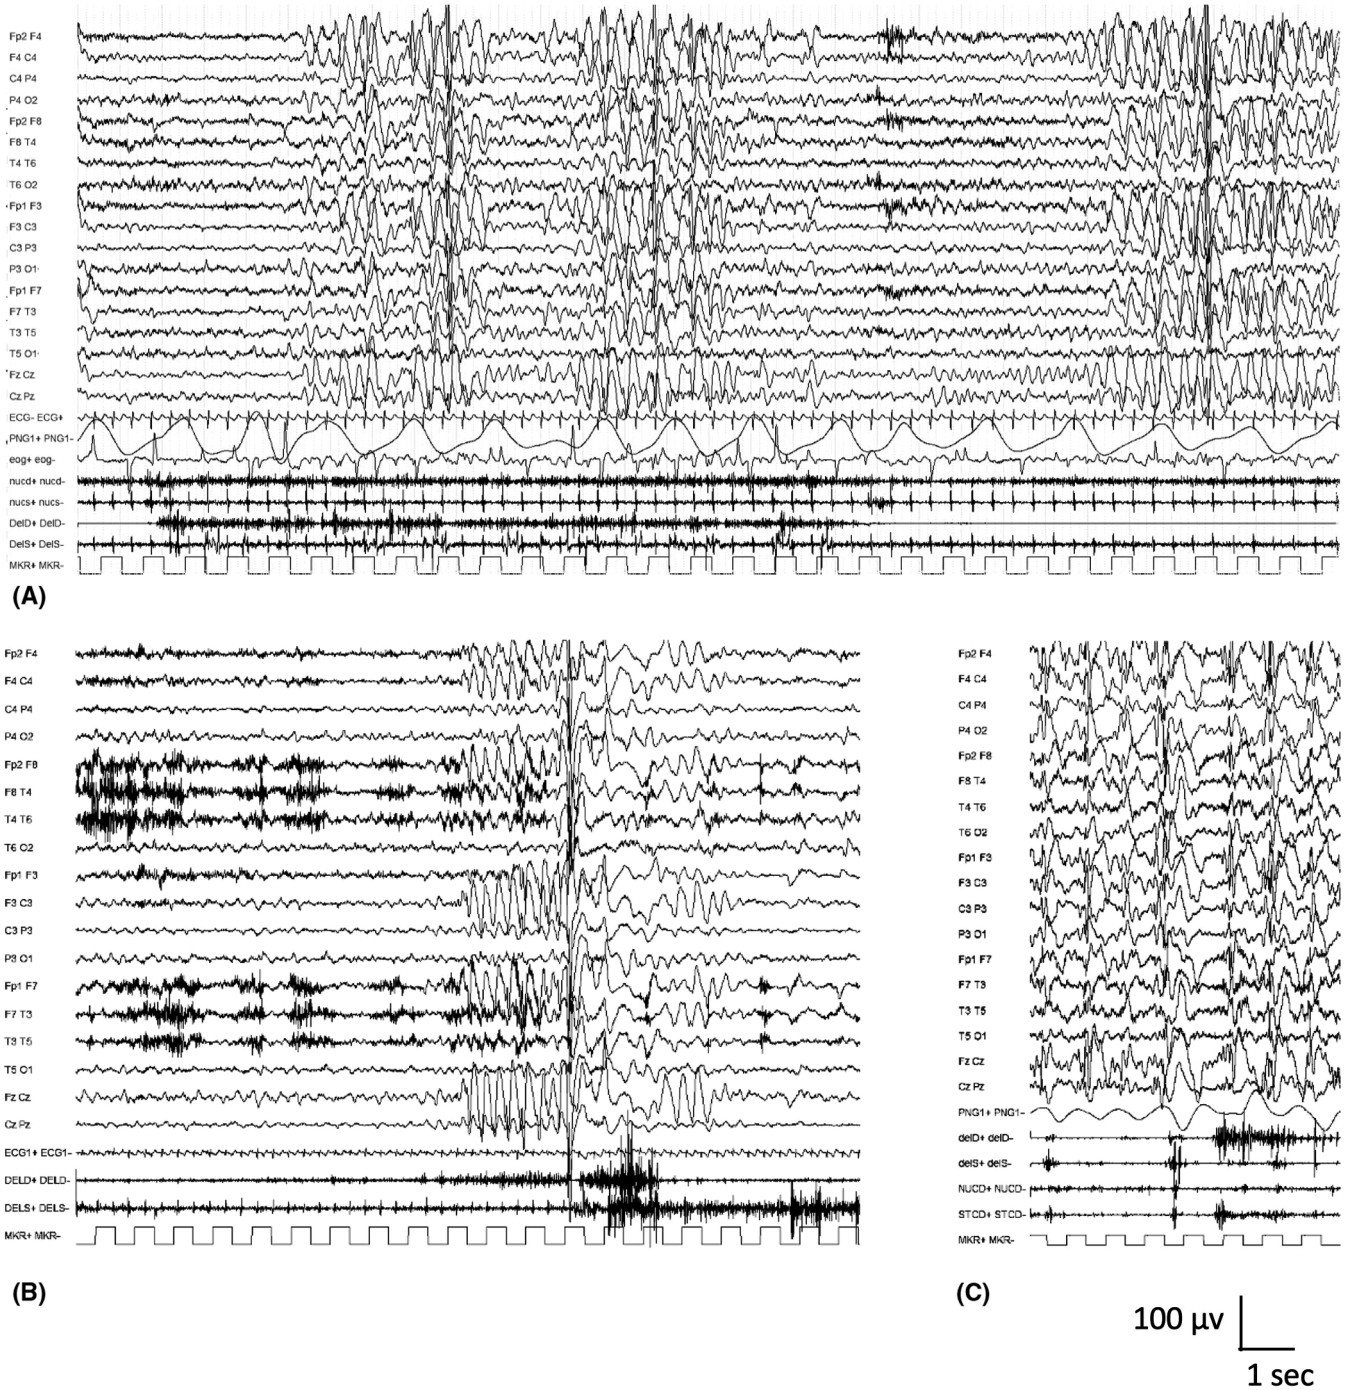 Fp2 F4
F4 C4
C4 P4
P4 O2
Fp2 F8
F8 T4
T4 T6
T6 O2
Fp1 F3
F3 C3
C3 P3
P3 O1
Fp1 F7
F7 T3
T3 T5
T5 O1
Fz Cz
Cz Pz
ECG- ECG+
PNG1+ PNG1-
eog+ eog-
nucd+ nucd-
nucs+ nucs-
DelD+ DelD-
DelS+ DelS-
MKR+ MKR-
(A)
Fp2 F4
F4 C4
C4 P4
P4 O2
Fp2 F8
F8 T4
T4 T6
T6 O2
Fp1 F3
F3 C3
C3 P3
P3 O1
Fp1 F7
F7 T3
T3 T5
T5 O1
Fz Cz
Cz Pz
ECG1+ ECG1-
DELD+ DELD-
DELS+ DELS-
MKR+ MKR-
(B)
Fp2 F4
F4 C4
C4 P4
P4 O2
Fp2 F8
F8 T4
T4 T6
T6 O2
Fp1 F3
F3 C3
C3 P3
P3 O1
Fp1 F7
F7 T3
T3 T5
T5 O1
Fz Cz
Cz Pz
PNG1+ PNG1-
delD+ delD-
delS+ delS-
NUCD+ NUCD-
STCD+ STCD-
MKR+ MKR-
(C)
100 μv
1 sec